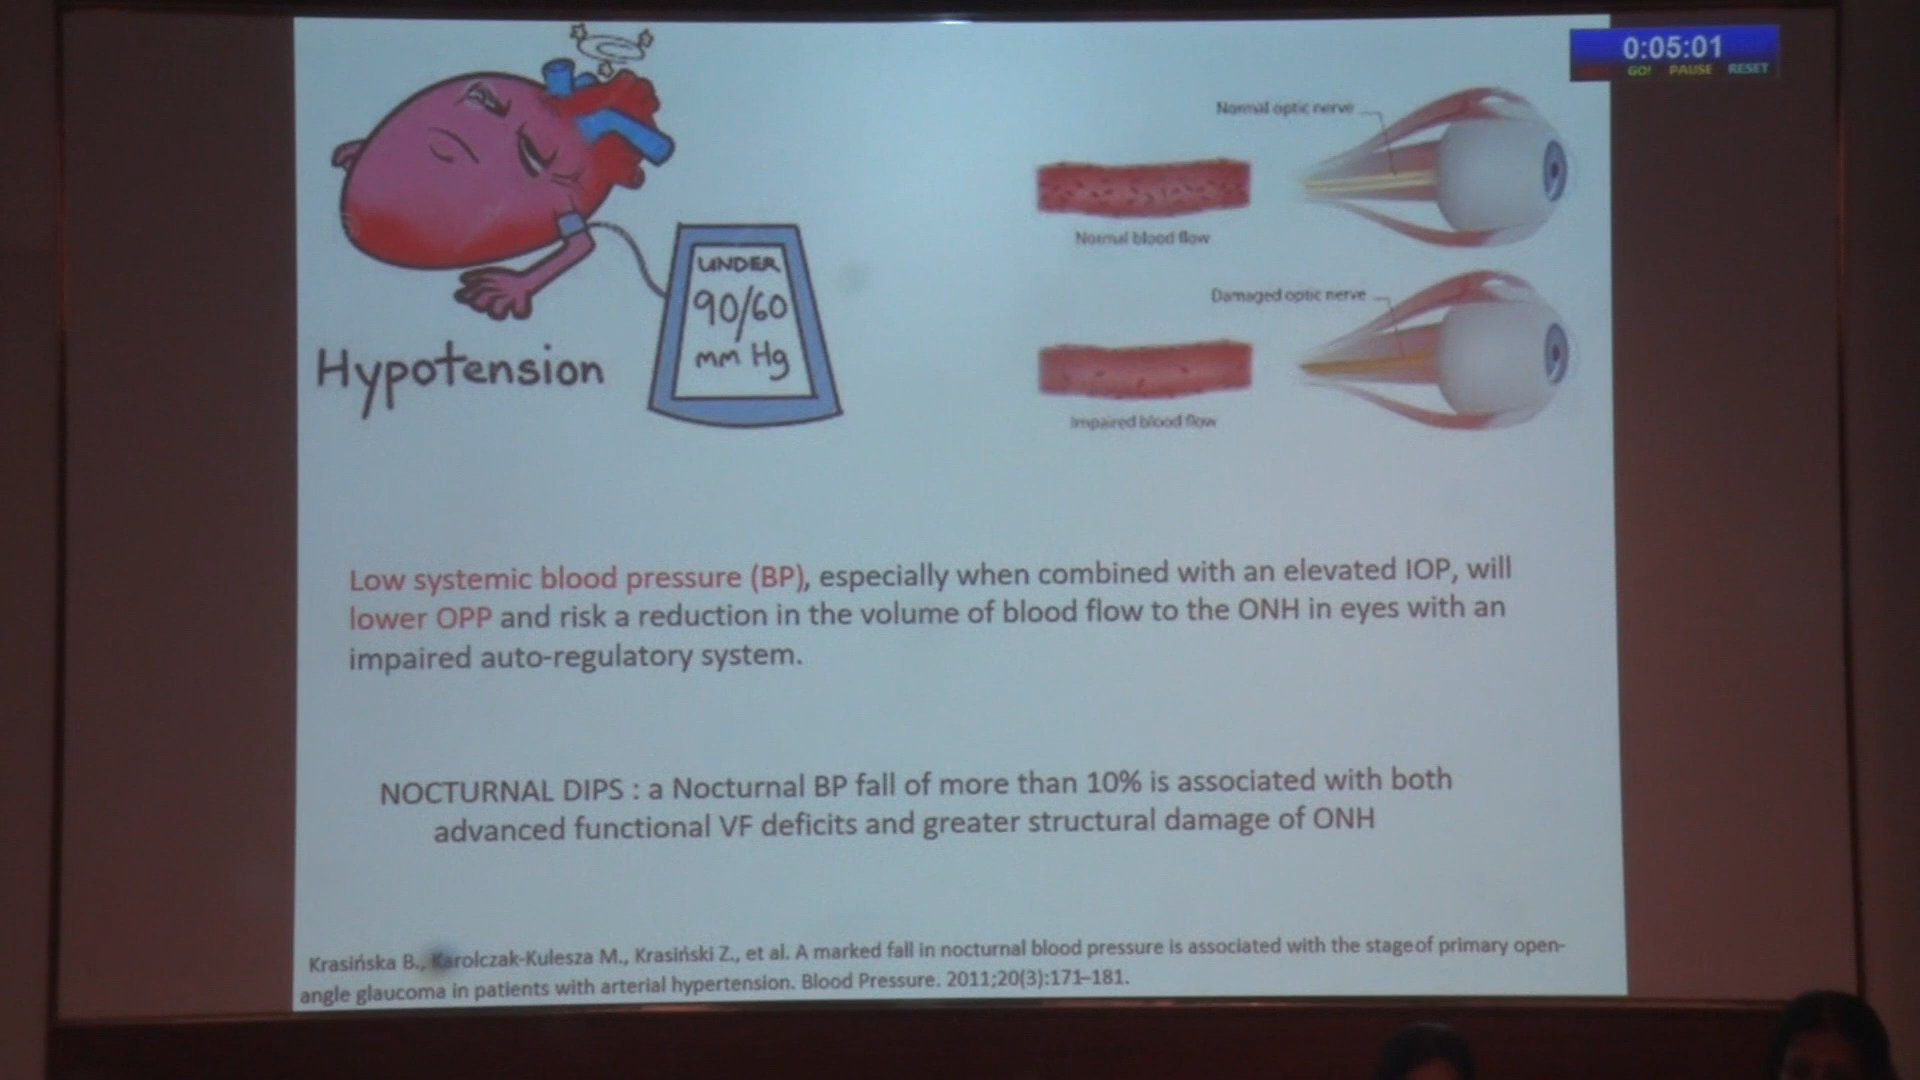 0:05:01
GO! PAUSE RESET
UNDER
90/60
mm Hg
Hypotension
Normal optic nerve
Normal blood flow
Damaged optic nerve
Impaired blood flow
Low systemic blood pressure (BP), especially when combined with an elevated IOP, will
lower OPP and risk a reduction in the volume of blood flow to the ONH in eyes with an
impaired auto-regulatory system.
NOCTURNAL DIPS : a Nocturnal BP fall of more than 10% is associated with both
advanced functional VF deficits and greater structural damage of ONH
Krasińska B., Karolczak-Kulesza M., Krasiński Z., et al. A marked fall in nocturnal blood pressure is associated with the stage of primary open-
angle glaucoma in patients with arterial hypertension. Blood Pressure. 2011;20(3):171–181.